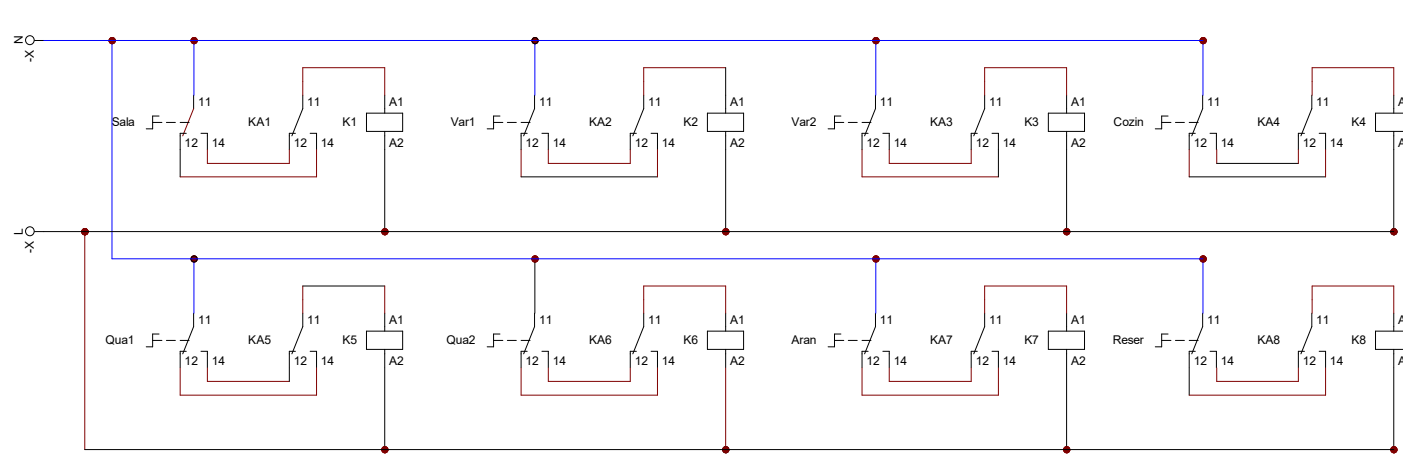 N
-X
11 11 A1 11 11 A1 11 11 A1 11 11 A
Sala KA1 K1 Var1 KA2 K2 Var2 KA3 K3 Cozin KA4 K4
12 14 12 14 A2 12 14 12 14 A2 12 14 12 14 A2 12 14 12 14 A
L
-X
11 11 A1 11 11 A1 11 11 A1 11 11 A
Qua1 KA5 K5 Qua2 KA6 K6 Aran KA7 K7 Reser KA8 K8
12 14 12 14 A2 12 14 12 14 A2 12 14 12 14 A2 12 14 12 14 A